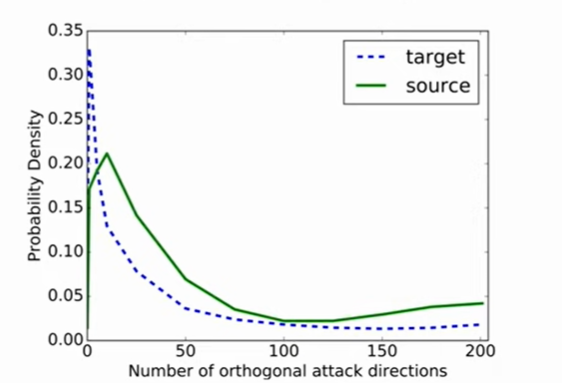 0.35
0.30
0.25
0.20
0.15
0.10
0.05
0.00
Probability Density
target
source
0 50 100 150 200
Number of orthogonal attack directions